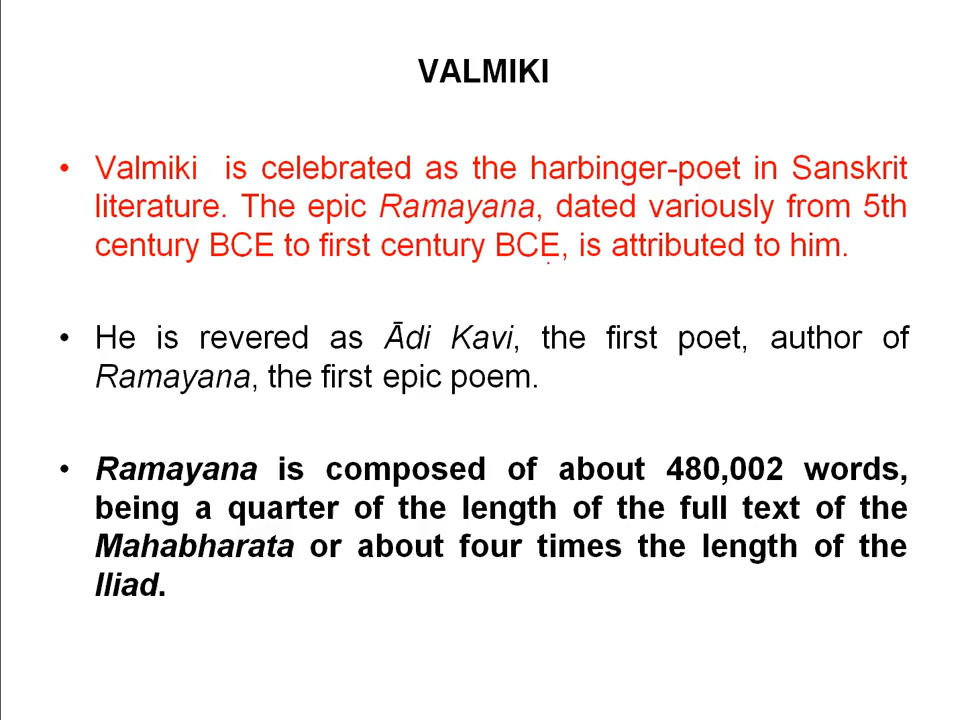 VALMIKI
• Valmiki is celebrated as the harbinger-poet in Sanskrit
literature. The epic Ramayana, dated variously from 5th
century BCE to first century BCE, is attributed to him.
• He is revered as Ādi Kavi, the first poet, author of
Ramayana, the first epic poem.
• Ramayana is composed of about 480,002 words,
being a quarter of the length of the full text of the
Mahabharata or about four times the length of the
Iliad.